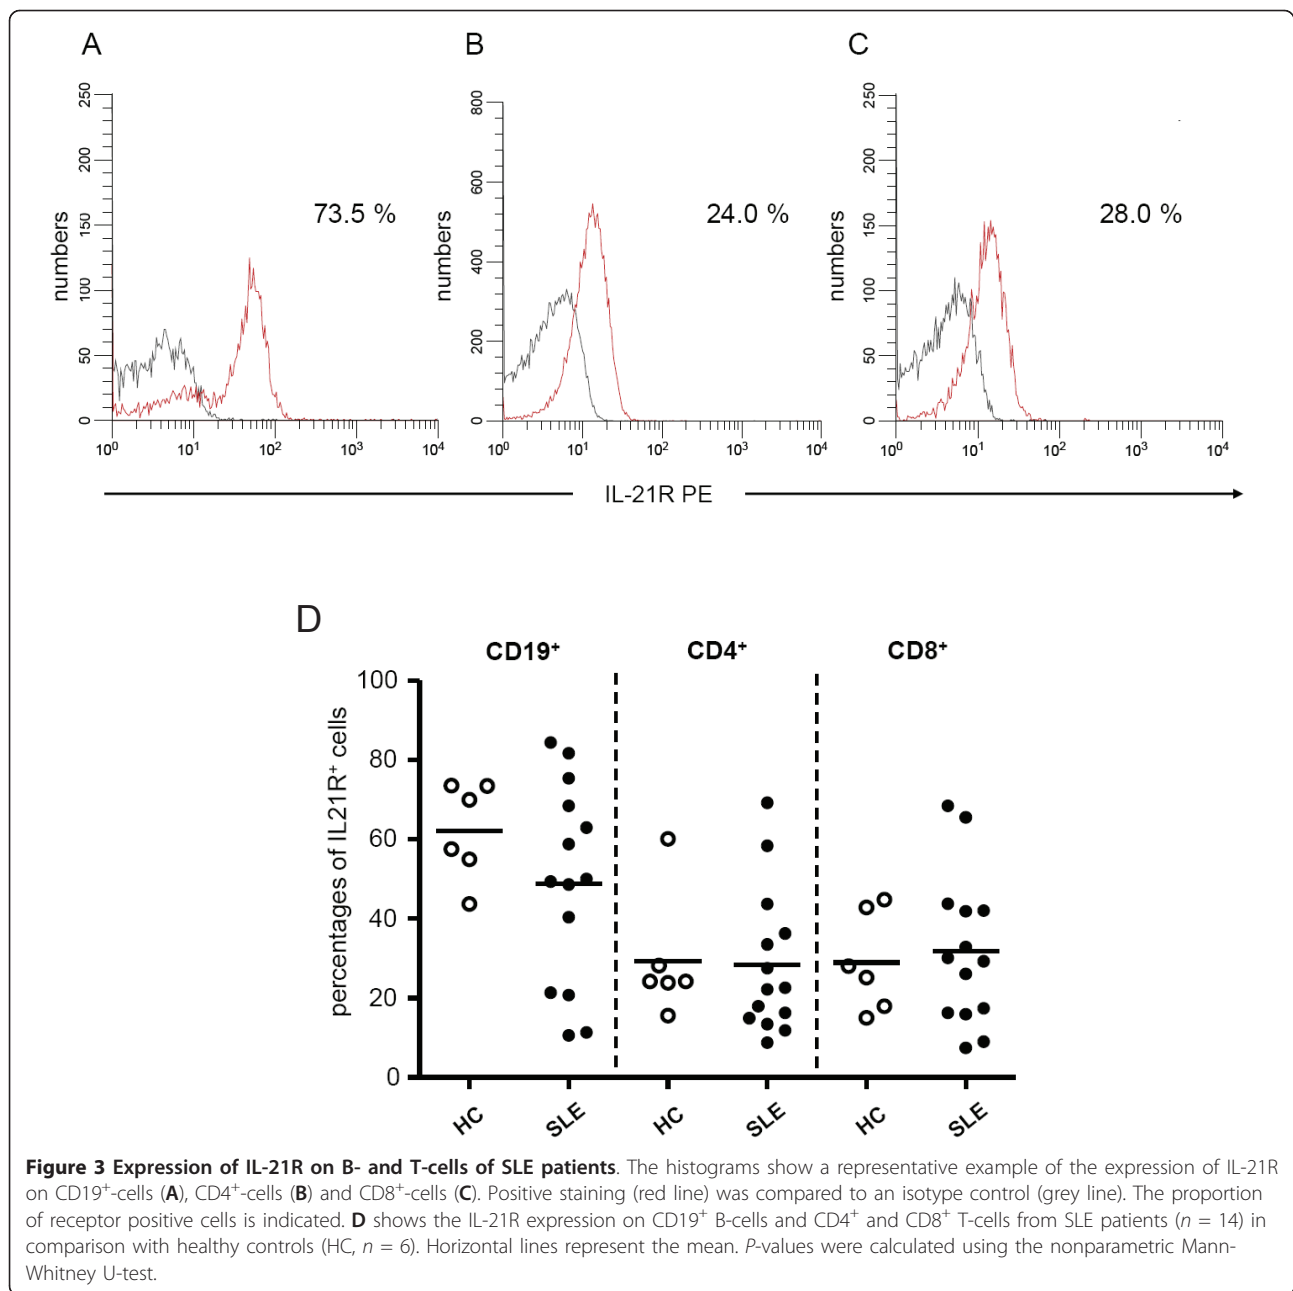 A
B
C
250
200
150
100
50
0
numbers
73.5 %
10⁰ 10¹ 10² 10³ 10⁴
800
600
400
200
0
numbers
24.0 %
10⁰ 10¹ 10² 10³ 10⁴
250
200
150
100
50
0
numbers
28.0 %
10⁰ 10¹ 10² 10³ 10⁴
IL-21R PE
D
CD19⁺ CD4⁺ CD8⁺
percentages of IL21R⁺ cells
100
80
60
40
20
0
HC SLE HC SLE HC SLE
Figure 3 Expression of IL-21R on B- and T-cells of SLE patients. The histograms show a representative example of the expression of IL-21R
on CD19⁺-cells (A), CD4⁺-cells (B) and CD8⁺-cells (C). Positive staining (red line) was compared to an isotype control (grey line). The proportion
of receptor positive cells is indicated. D shows the IL-21R expression on CD19⁺ B-cells and CD4⁺ and CD8⁺ T-cells from SLE patients (n = 14) in
comparison with healthy controls (HC, n = 6). Horizontal lines represent the mean. P-values were calculated using the nonparametric Mann-
Whitney U-test.